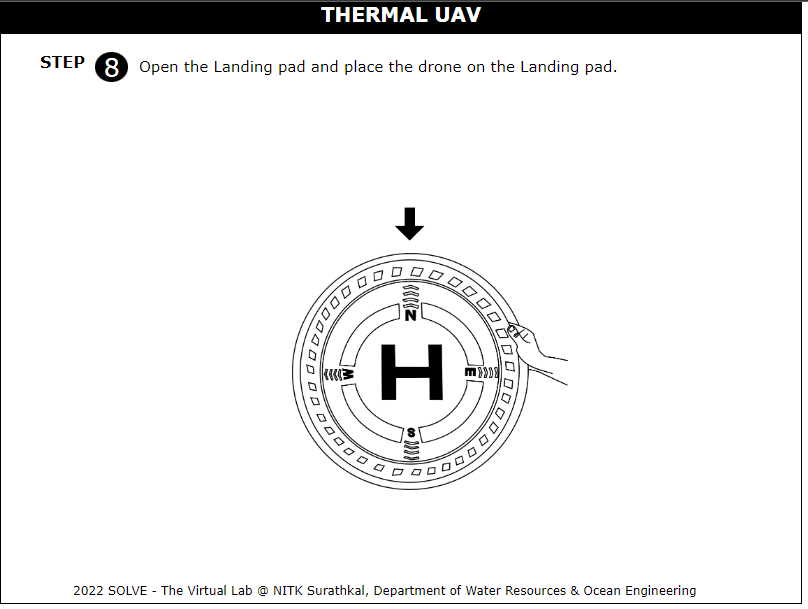 THERMAL UAV
STEP 8 Open the Landing pad and place the drone on the Landing pad.
N
W H E
S
2022 SOLVE - The Virtual Lab @ NITK Surathkal, Department of Water Resources & Ocean Engineering